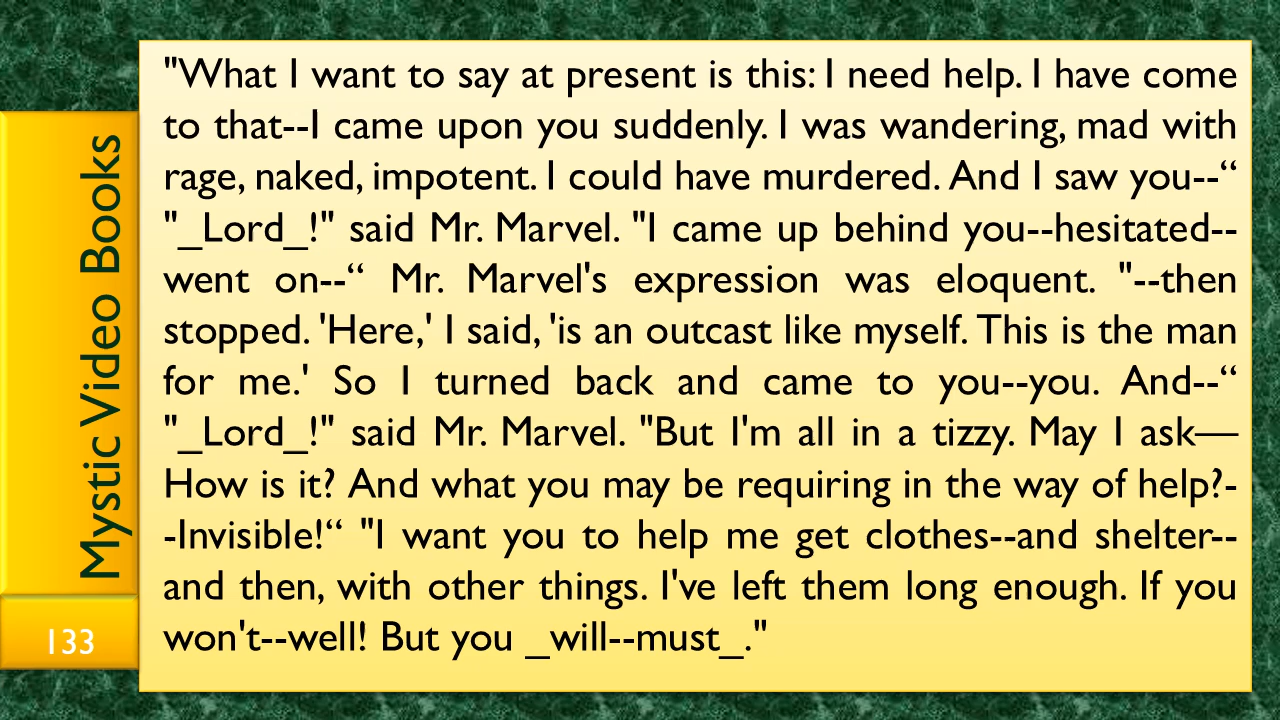 "What I want to say at present is this: I need help. I have come
to that--I came upon you suddenly. I was wandering, mad with
rage, naked, impotent. I could have murdered. And I saw you--“
"_Lord_!" said Mr. Marvel. "I came up behind you--hesitated--
went on--“ Mr. Marvel's expression was eloquent. "--then
stopped. 'Here,' I said, 'is an outcast like myself. This is the man
for me.' So I turned back and came to you--you. And--“
"_Lord_!" said Mr. Marvel. "But I'm all in a tizzy. May I ask—
How is it? And what you may be requiring in the way of help?-
-Invisible!“ "I want you to help me get clothes--and shelter--
and then, with other things. I've left them long enough. If you
won't--well! But you _will--must_."
Mystic Video Books
133